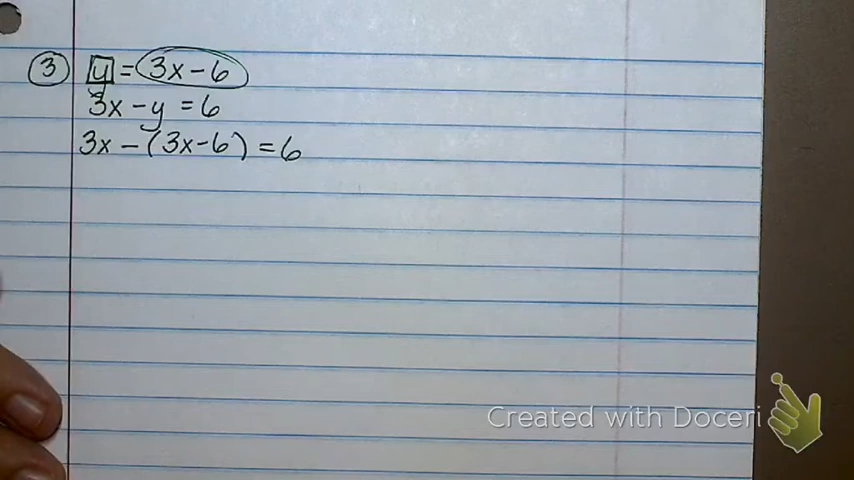 ③ y = 3x - 6
3x - y = 6
3x - (3x - 6) = 6
Created with Doceri